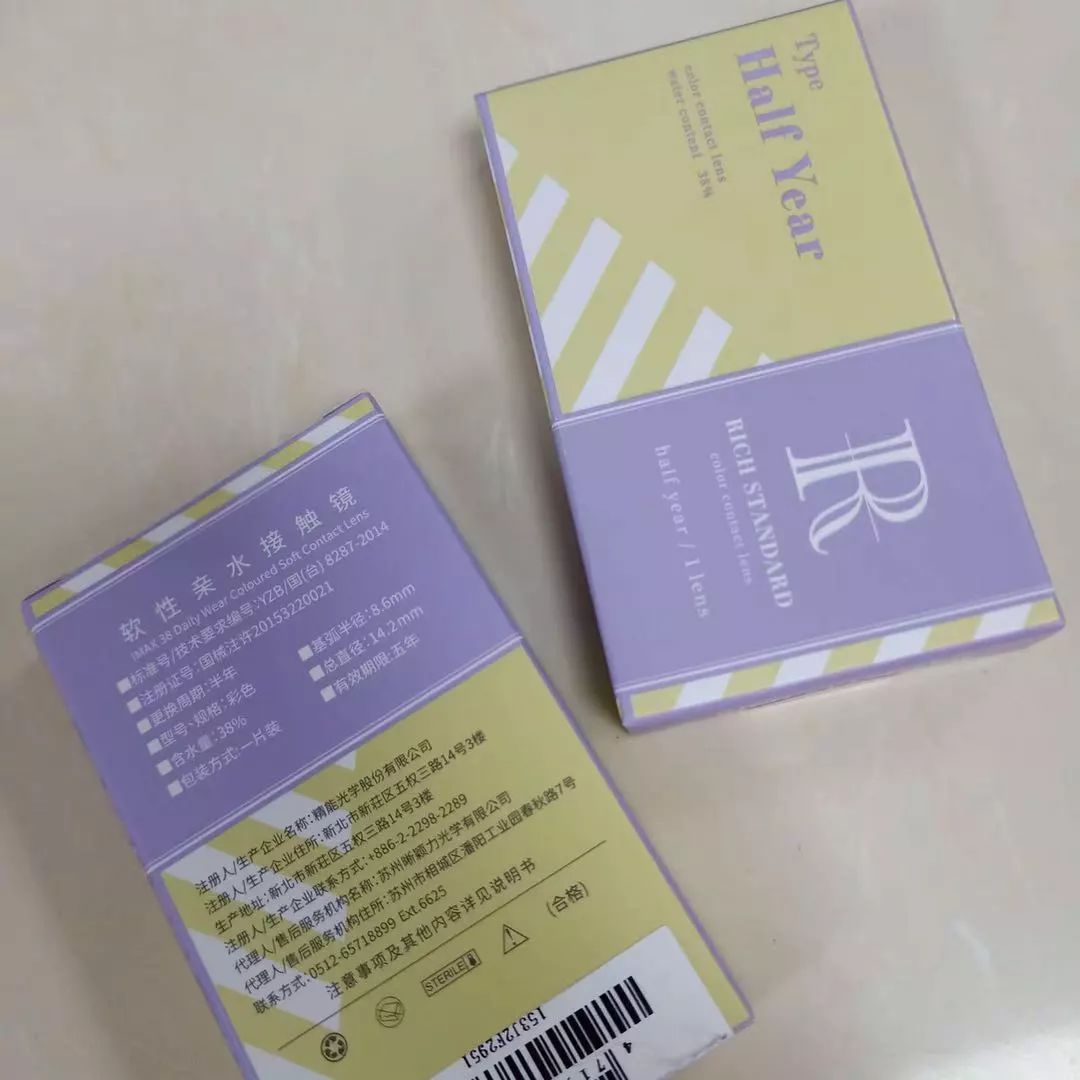 Type
Half Year
color contact lens
water content 38%
R
RICH STANDARD
color contact lens
half year / 1 lens
软性亲水接触镜
IMAX 38 Daily Wear Coloured Soft Contact Lens
■标准号/技术要求编号:YZB/国(台) 8287-2014
■注册证号:国械注许20153220021
■更换周期:半年
■基弧半径:8.6mm
■型号、规格:彩色
■总直径:14.2mm
■含水量:38%
■有效期限:五年
■包装方式:一片装
注册人/生产企业名称:精能光学股份有限公司
注册人/生产企业住所:新北市新莊区五权三路14号3楼
生产地址:新北市新莊区五权三路14号3楼
注册人/生产企业联系方式:+886-2-2298-2289
代理人/售后服务机构名称:苏州晰颖力光学有限公司
代理人/售后服务机构住所:苏州市相城区潘阳工业园春秋路7号
联系方式:0512-65718899 Ext.6625
注意事项及其他内容详见说明书
STERILE
(合格)
153J2F2951
4 71